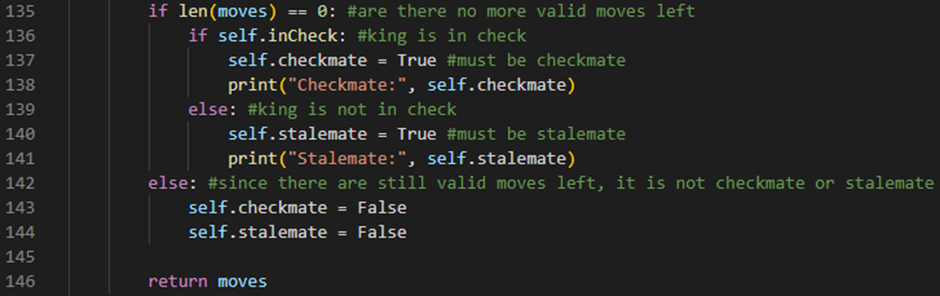 135 if len(moves) == 0: #are there no more valid moves left
136 if self.inCheck: #king is in check
137 self.checkmate = True #must be checkmate
138 print("Checkmate:", self.checkmate)
139 else: #king is not in check
140 self.stalemate = True #must be stalemate
141 print("Stalemate:", self.stalemate)
142 else: #since there are still valid moves left, it is not checkmate or stalemate
143 self.checkmate = False
144 self.stalemate = False
145
146 return moves